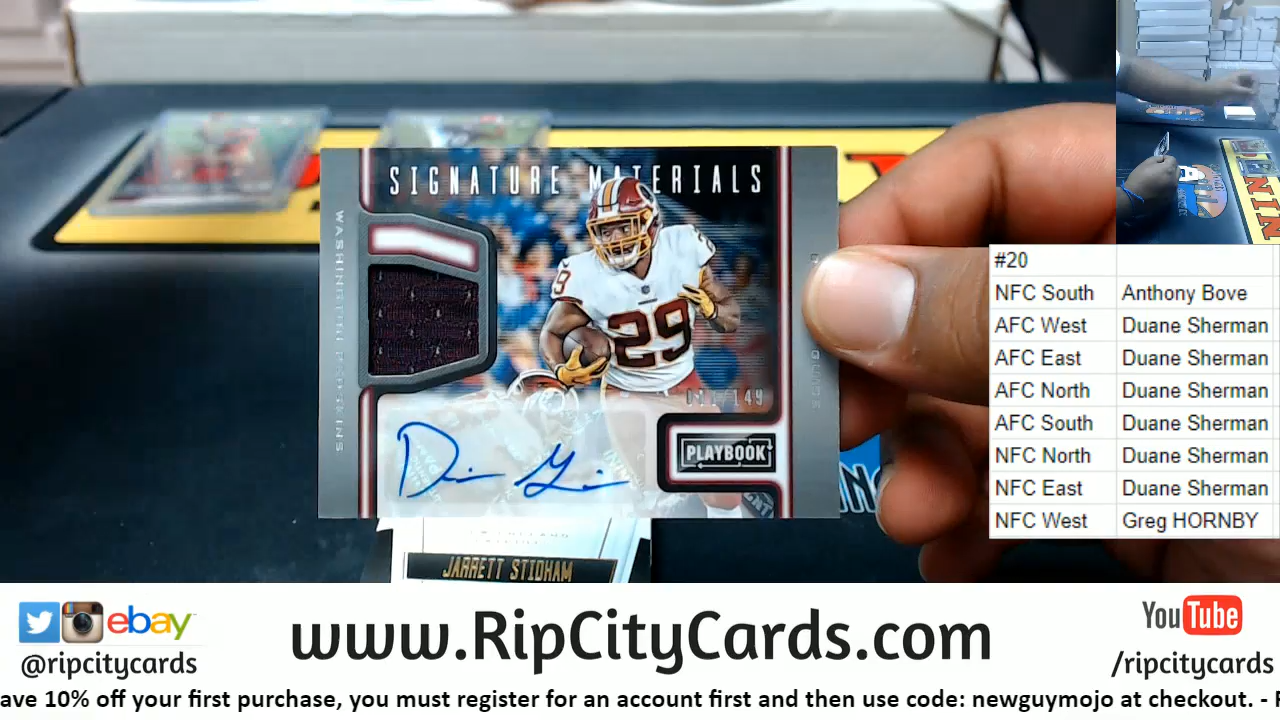 SIGNATURE MATERIALS
WASHINGTON REDSKINS
29
29
29
/149
PLAYBOOK
JARRETT STIDHAM
#20
NFC South Anthony Bove
AFC West Duane Sherman
AFC East Duane Sherman
AFC North Duane Sherman
AFC South Duane Sherman
NFC North Duane Sherman
NFC East Duane Sherman
NFC West Greg HORNBY
ebay
@ripcitycards
www.RipCityCards.com
YouTube
/ripcitycards
ave 10% off your first purchase, you must register for an account first and then use code: newguymojo at checkout. -